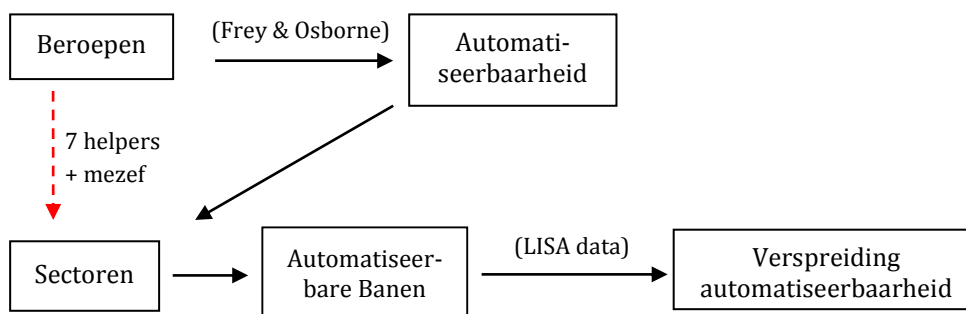 Beroepen
(Frey & Osborne)
Automati-
seerbaarheid
7 helpers
+ mezef
Sectoren
Automatiseer-
bare Banen
(LISA data)
Verspreiding
automatiseerbaarheid